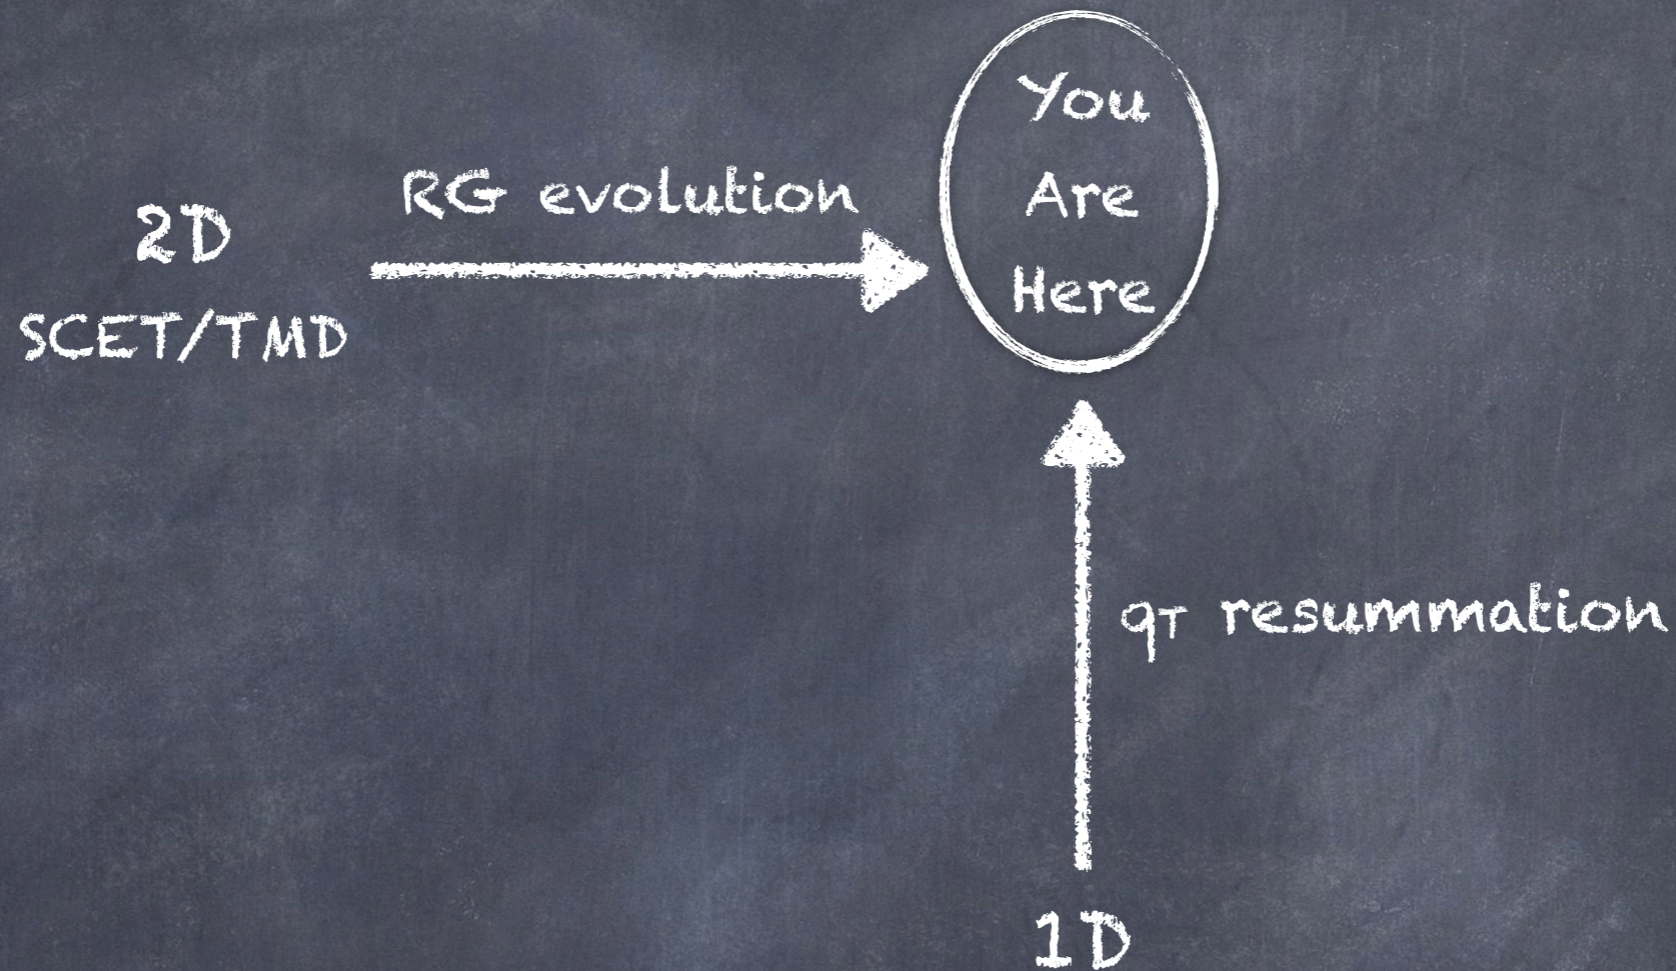 You
Are
Here
RG evolution
2D
SCET/TMD
qT resummation
1D